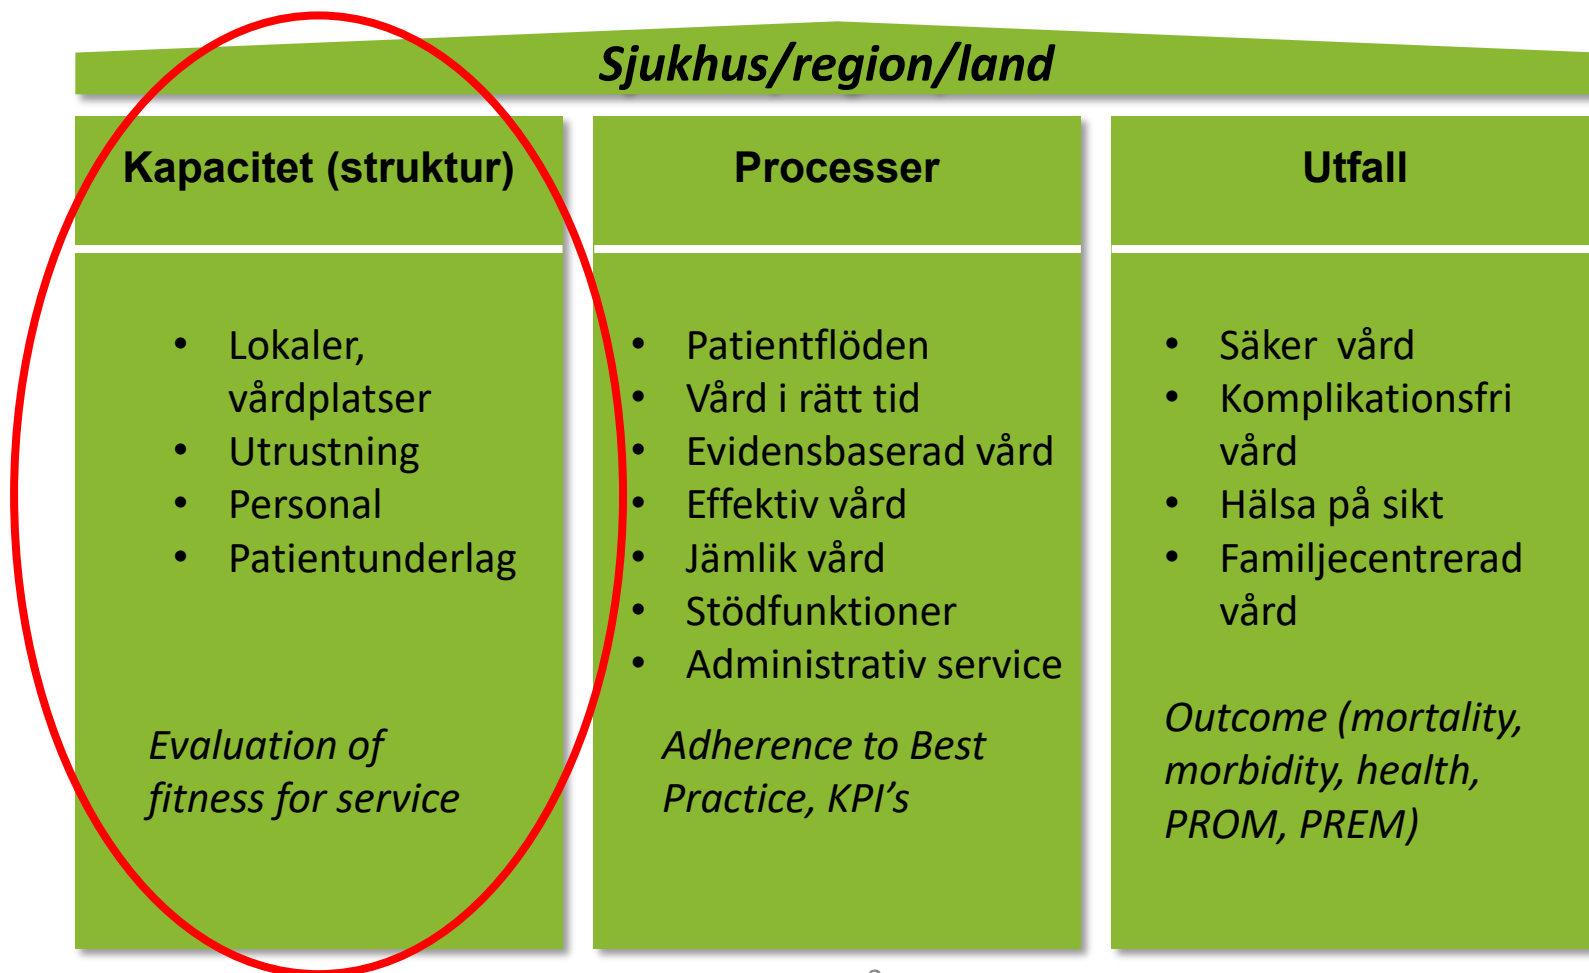 Sjukhus/region/land
Kapacitet (struktur)
• Lokaler,
vårdplatser
• Utrustning
• Personal
• Patientunderlag
Evaluation of
fitness for service
Processer
• Patientflöden
• Vård i rätt tid
• Evidensbaserad vård
• Effektiv vård
• Jämlik vård
• Stödfunktioner
• Administrativ service
Adherence to Best
Practice, KPI’s
Utfall
• Säker vård
• Komplikationsfri
vård
• Hälsa på sikt
• Familjecentrerad
vård
Outcome (mortality,
morbidity, health,
PROM, PREM)